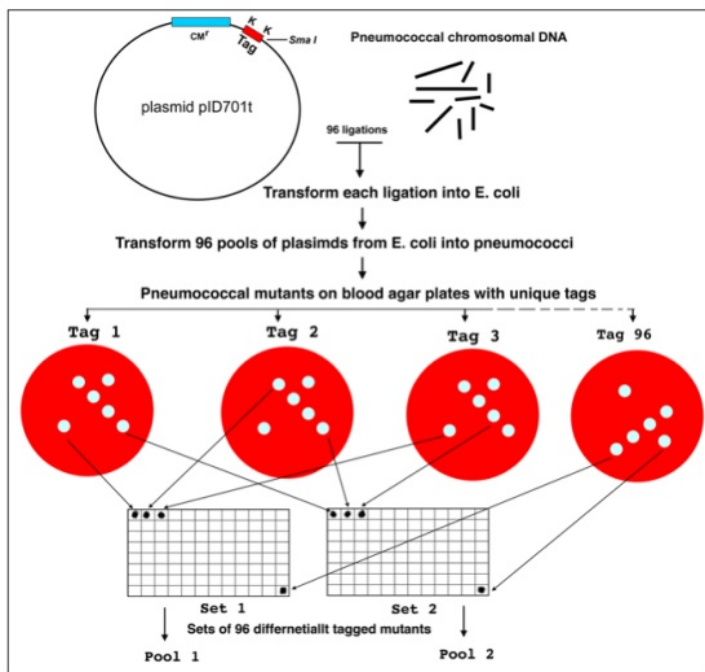 K K
CMr Tag Sma I
Pneumococcal chromosomal DNA
plasmid pID701t
96 ligations
Transform each ligation into E. coli
Transform 96 pools of plasimds from E. coli into pneumococci
Pneumococcal mutants on blood agar plates with unique tags
Tag 1 Tag 2 Tag 3 Tag 96
Set 1 Set 2
Sets of 96 differnetiallt tagged mutants
Pool 1 Pool 2